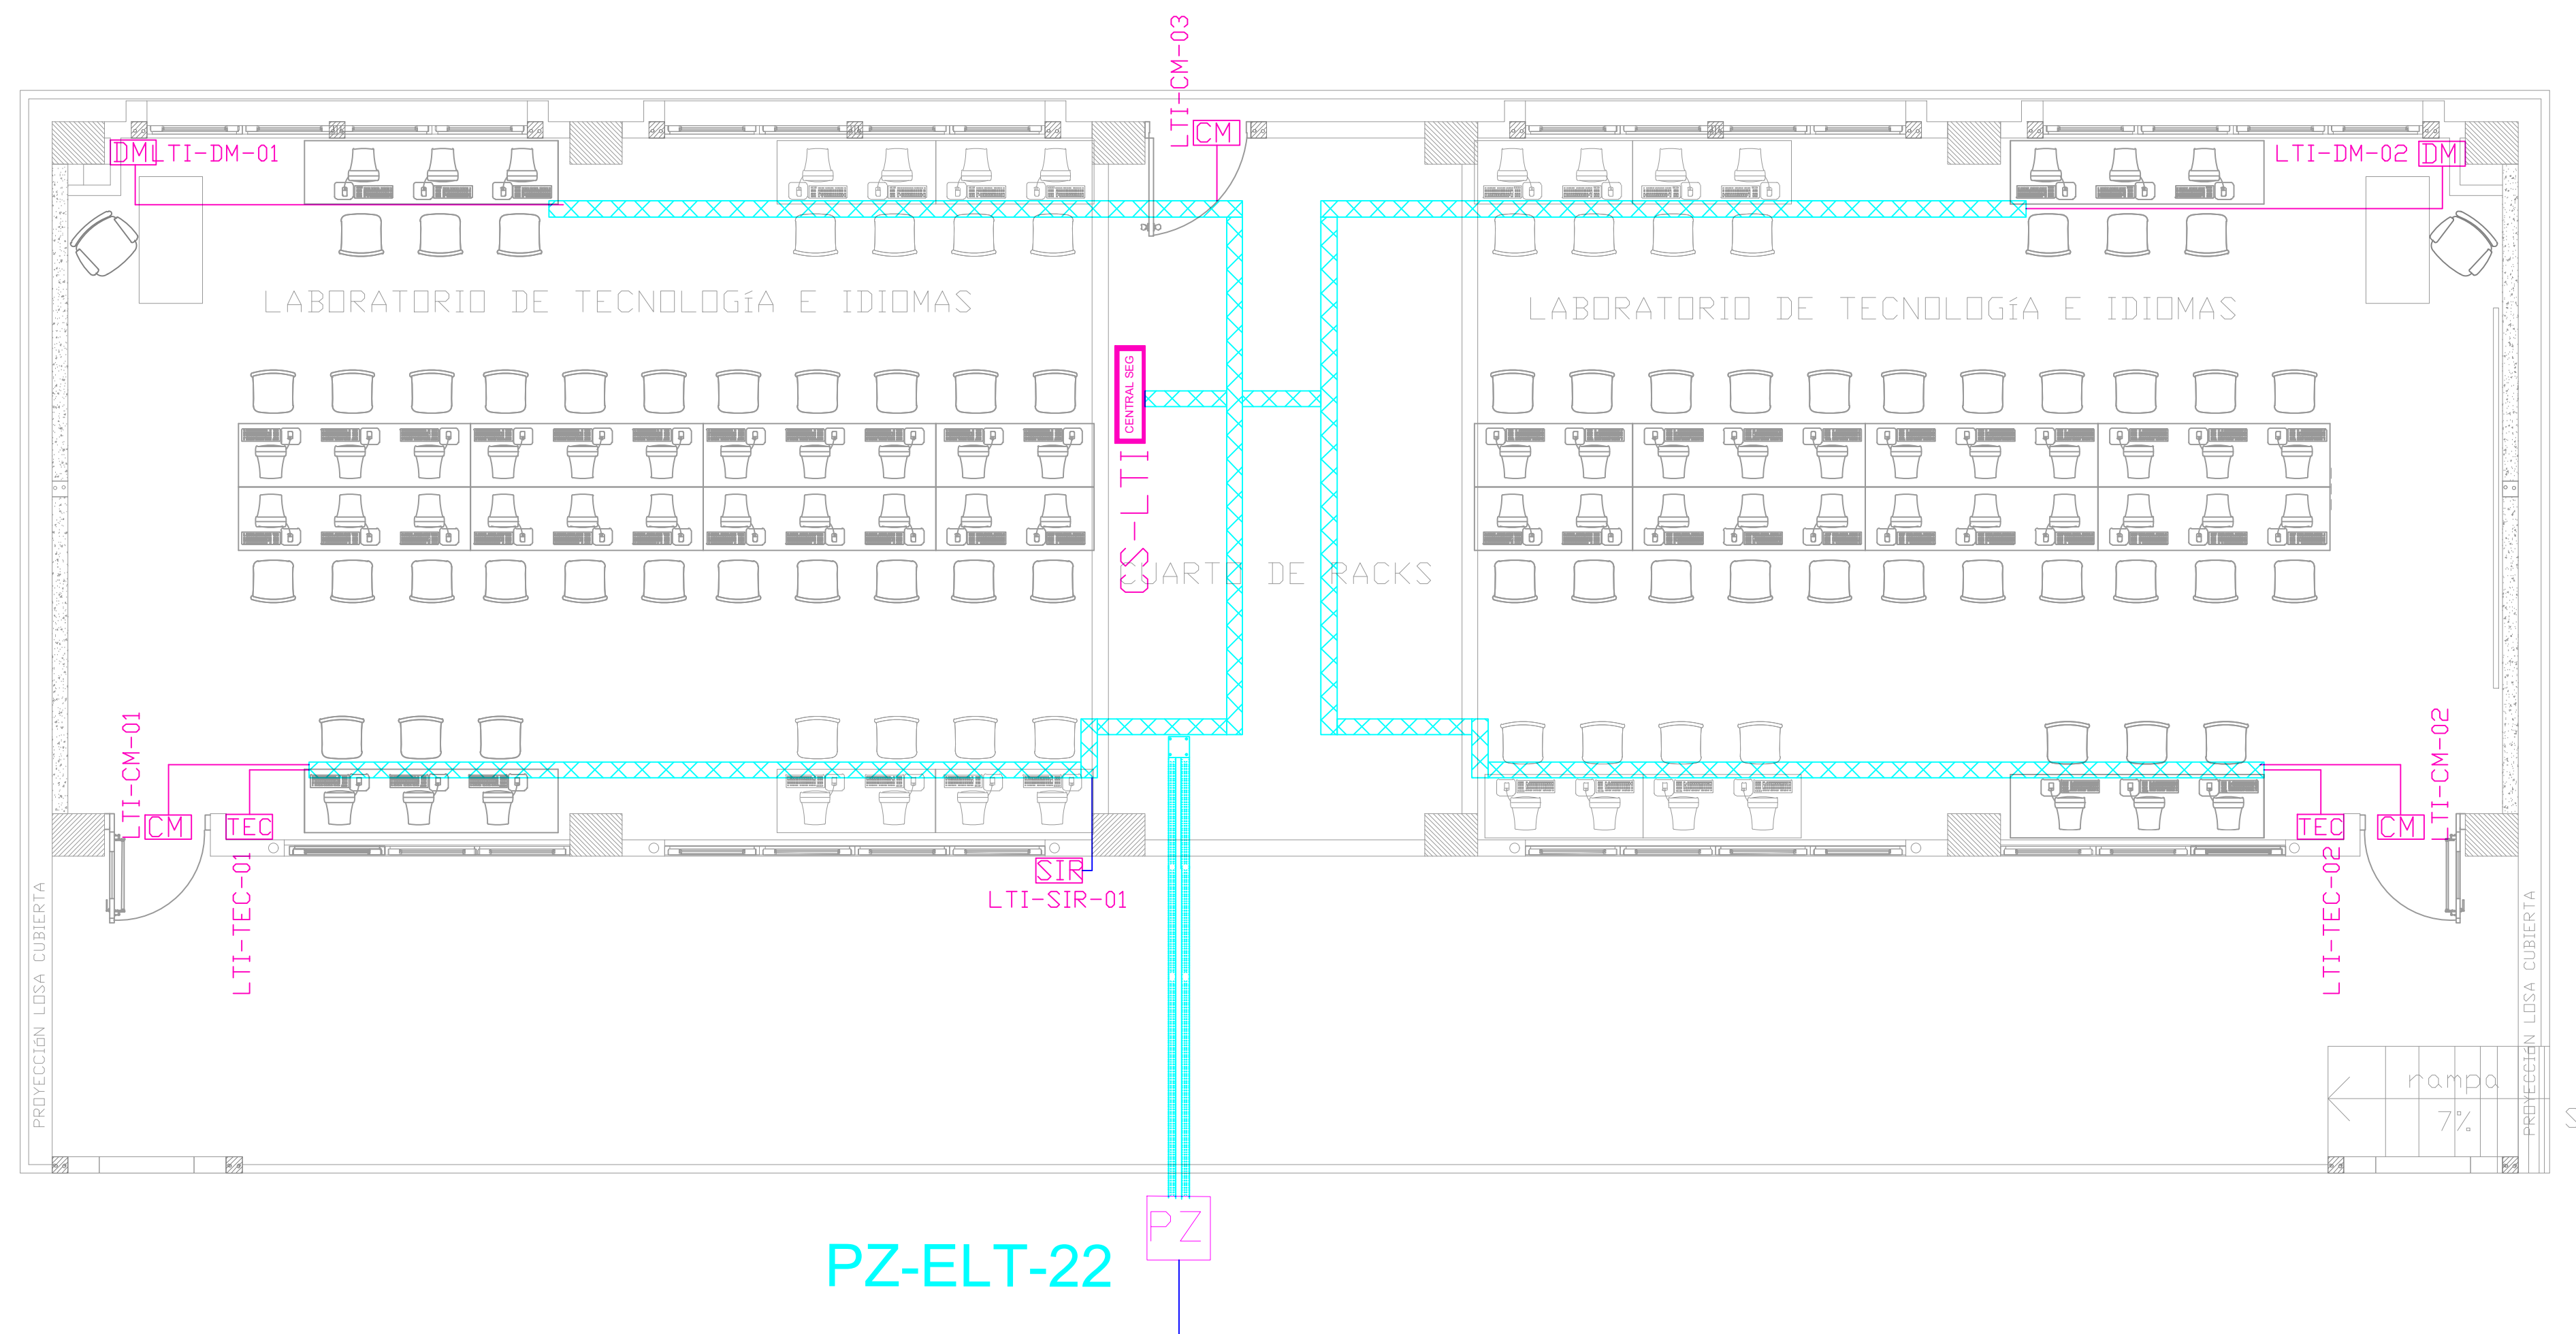 LTI-CM-03
CM
DM
LTI-DM-01
LTI-DM-02
DM
LABORATORIO DE TECNOLOGíA E IDIOMAS
LABORATORIO DE TECNOLOGíA E IDIOMAS
CENTRAL SEG
CS-LTI
CUARTO DE RACKS
LTI-CM-01
CM
TEC
LTI-TEC-01
SIR
LTI-SIR-01
TEC
LTI-TEC-02
CM
LTI-CM-02
PROYECCIÓN LOSA CUBIERTA
PROYECCIÓN LOSA CUBIERTA
rampa
7%
S
PZ
PZ-ELT-22